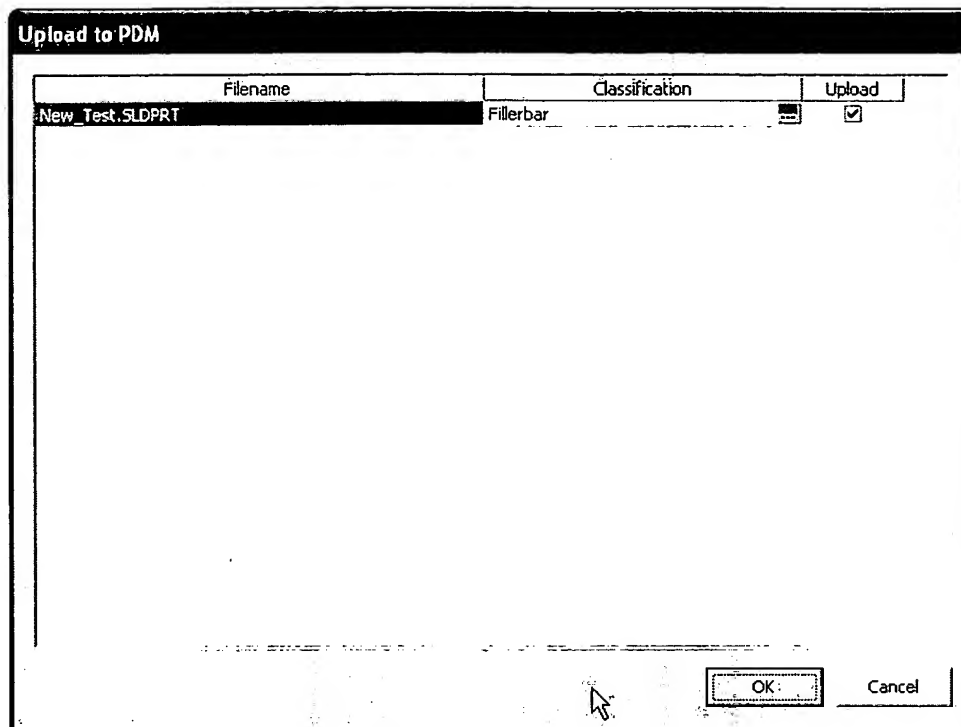 Upload to PDM
Filename Classification Upload
New_Test.SLDPRT Fillerbar
OK Cancel